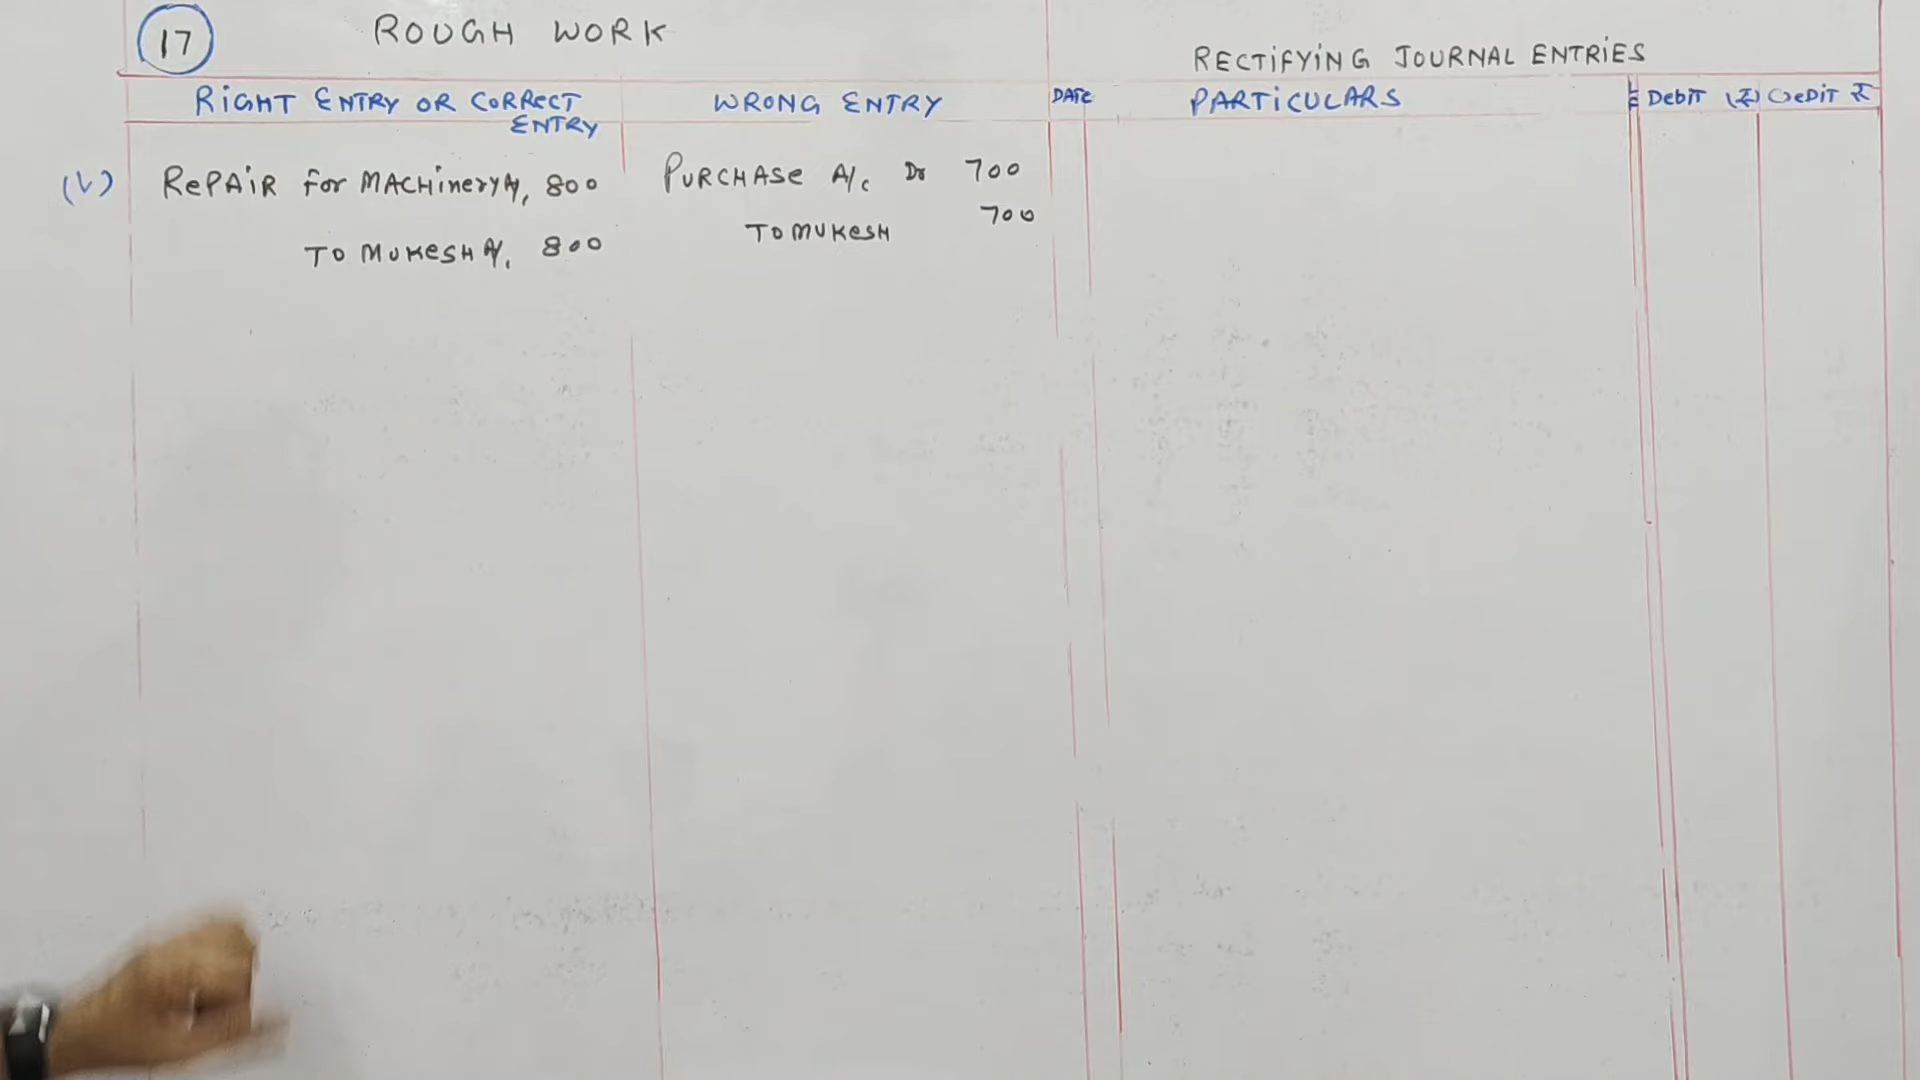 17
ROUGH WORK
RECTIFYING JOURNAL ENTRIES
RIGHT ENTRY OR CORRECT ENTRY
WRONG ENTRY
DATE
PARTICULARS
Debit (₹)
Credit ₹
(V)
REPAIR For MACHINERY A/c 800
TO MUKESH A/c 800
PURCHASE A/c Dr 700
TO MUKESH 700